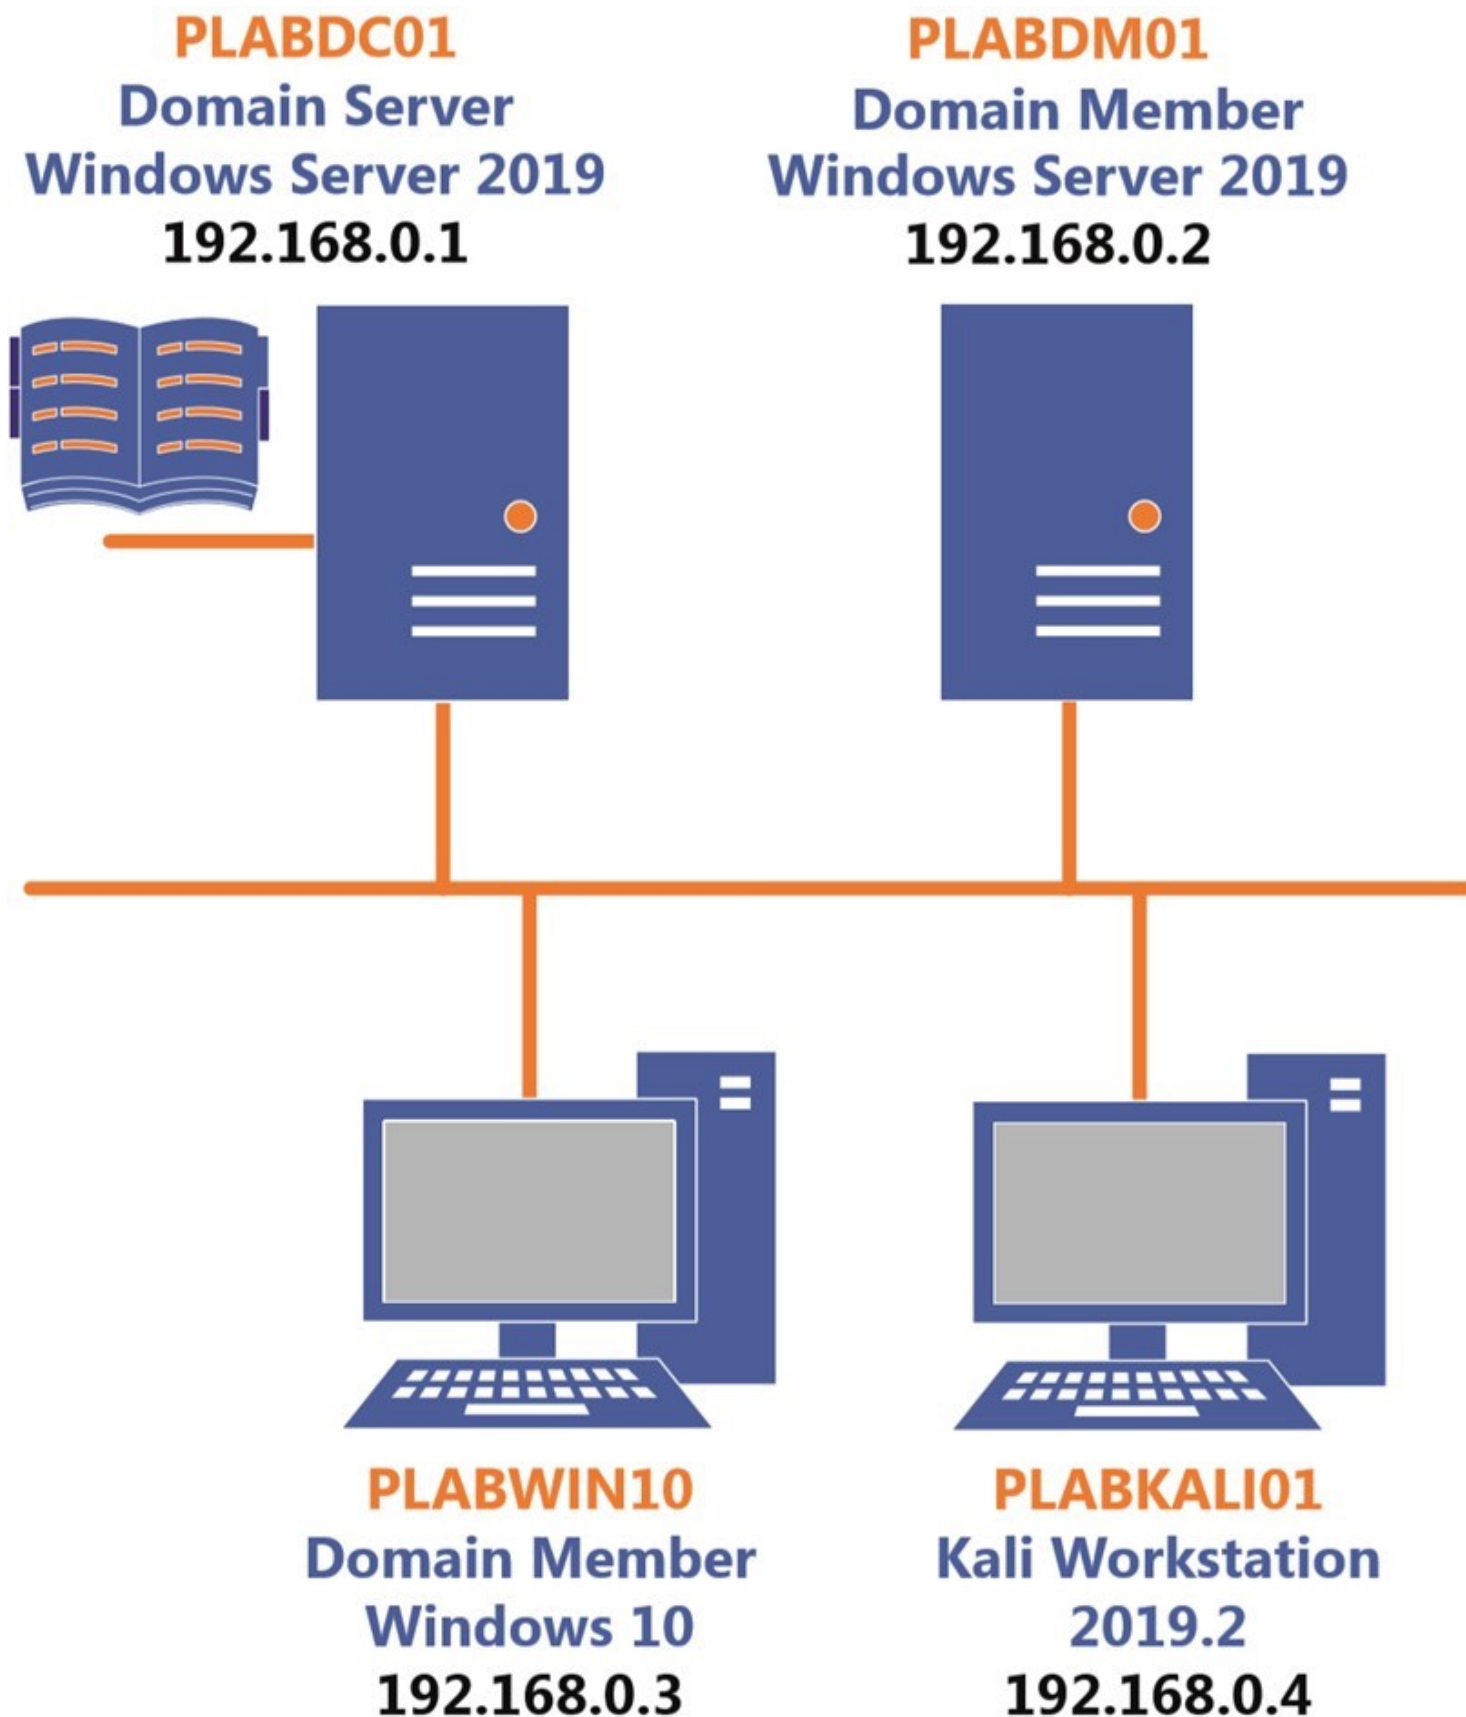 PLABDC01
Domain Server
Windows Server 2019
192.168.0.1
PLABDM01
Domain Member
Windows Server 2019
192.168.0.2
PLABWIN10
Domain Member
Windows 10
192.168.0.3
PLABKALI01
Kali Workstation
2019.2
192.168.0.4